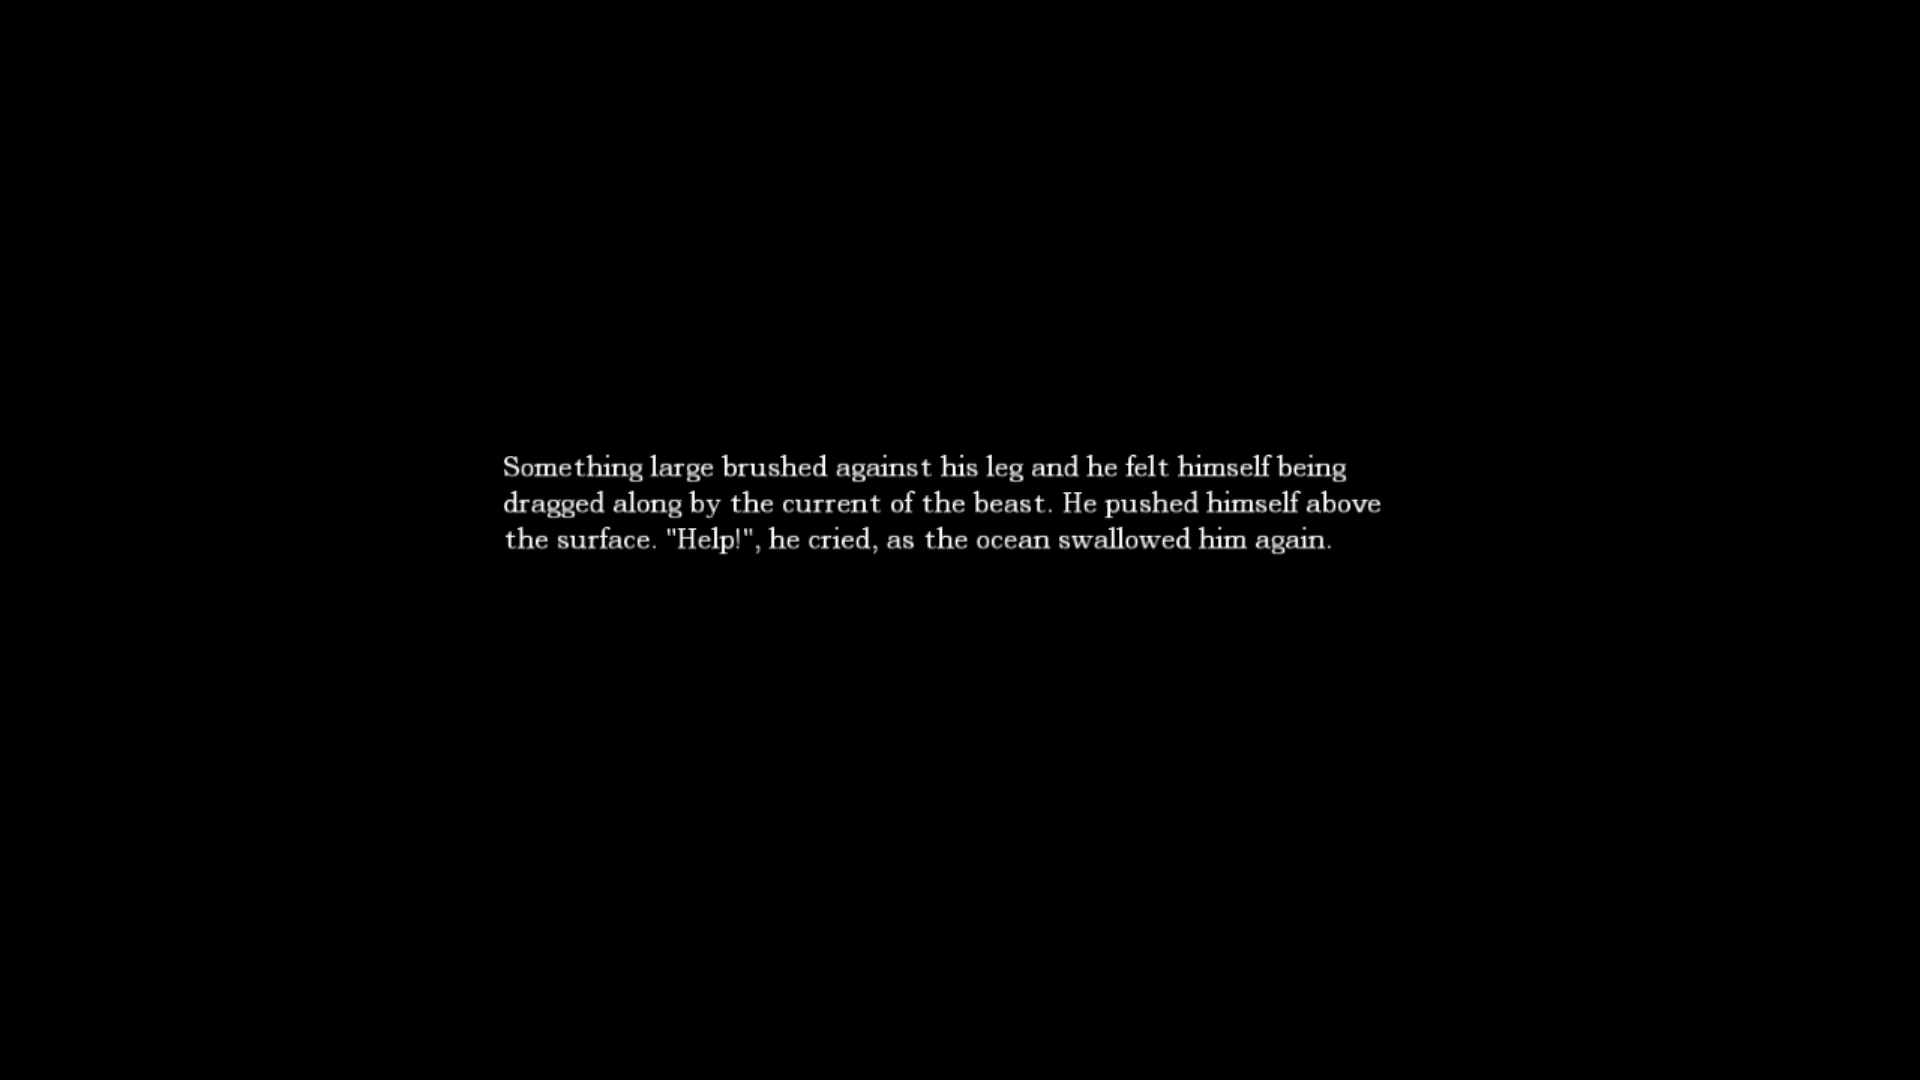 Something large brushed against his leg and he felt himself being
dragged along by the current of the beast. He pushed himself above
the surface. "Help!", he cried, as the ocean swallowed him again.